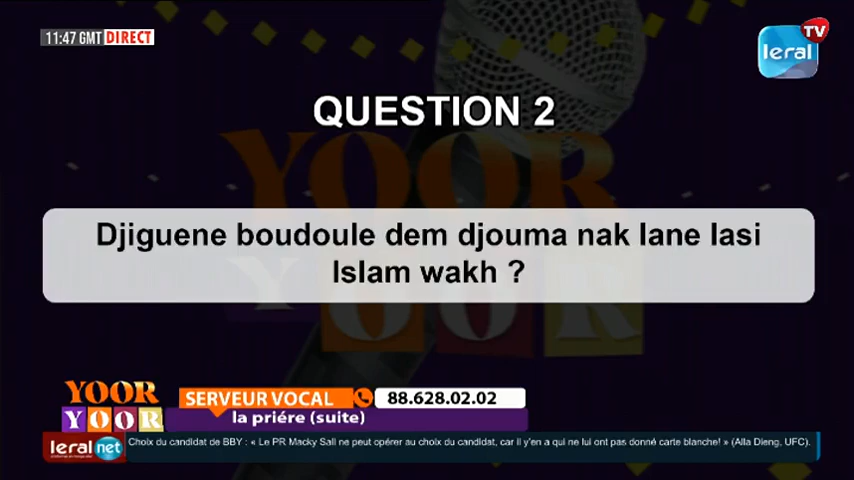 11:47 GMT DIRECT
leral TV
QUESTION 2
Djiguene boudoule dem djouma nak lane lasi
Islam wakh ?
YOOR
YOOR
YOOR
YOOR
SERVEUR VOCAL 88.628.02.02
la priére (suite)
leral net
Choix du candidat de BBY : « Le PR Macky Sall ne peut opérer au choix du candidat, car il y'en a qui ne lui ont pas donné carte blanche! » (Alla Dieng, UFC).